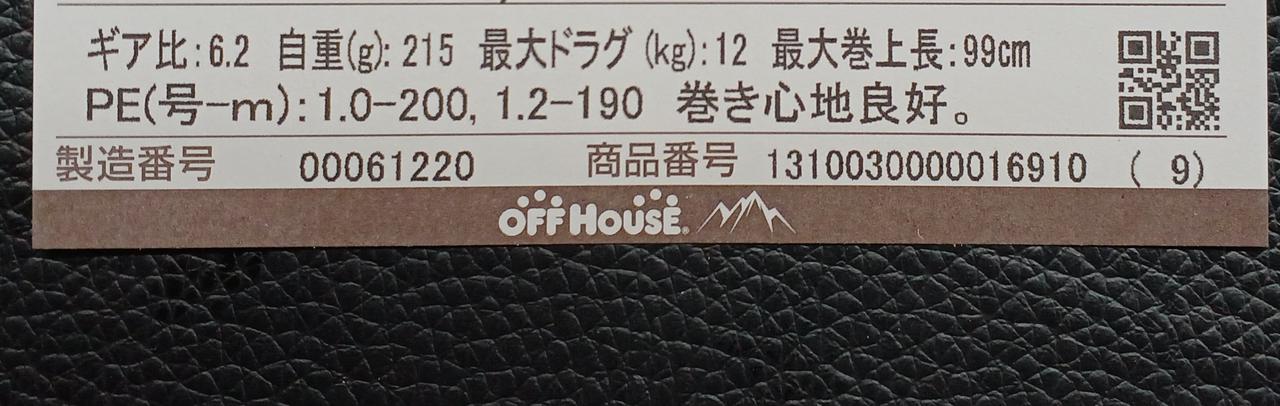 ギア比:6.2 自重(g):215 最大ドラグ(kg):12 最大巻上長:99cm
PE(号-m):1.0-200, 1.2-190 巻き心地良好。
製造番号 00061220 商品番号 1310030000016910 ( 9)
OFF HOUSE®